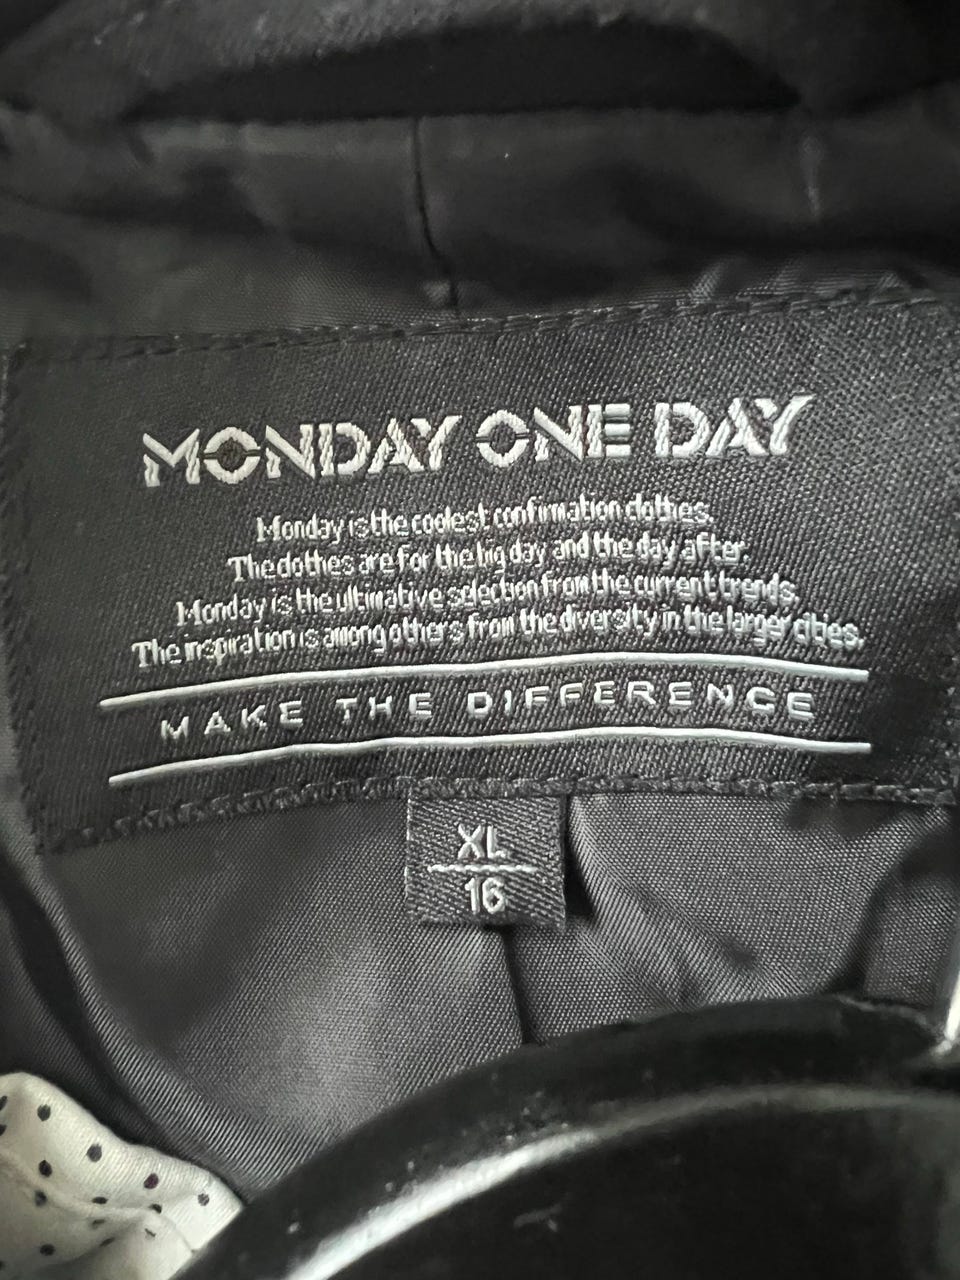 MONDAY ONE DAY
Monday is the coolest confirmation clothes.
The clothes are for the big day and the day after.
Monday is the ultimative selection from the current trends.
The inspiration is among others from the diversity in the larger cities.
MAKE THE DIFFERENCE
XL
16